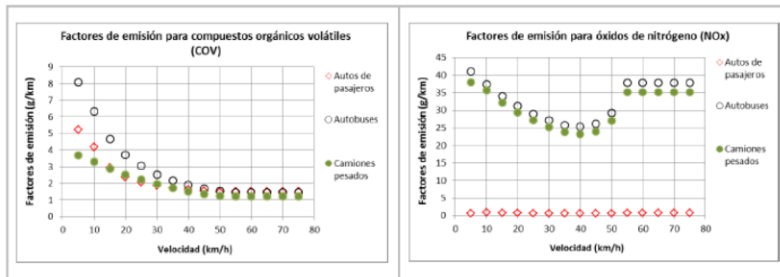 Factores de emisión para compuestos orgánicos volátiles
(COV)
Factores de emisión (g/km)
9
8
7
6
5
4
3
2
1
0
0 10 20 30 40 50 60 70 80
Velocidad (km/h)
Autos de
pasajeros
Autobuses
Camiones
pesados
Factores de emisión para óxidos de nitrógeno (NOx)
Factores de emisión (g/km)
45
40
35
30
25
20
15
10
5
0
0 10 20 30 40 50 60 70 80
Velocidad (km/h)
Autos de
pasajeros
Autobuses
Camiones
pesados